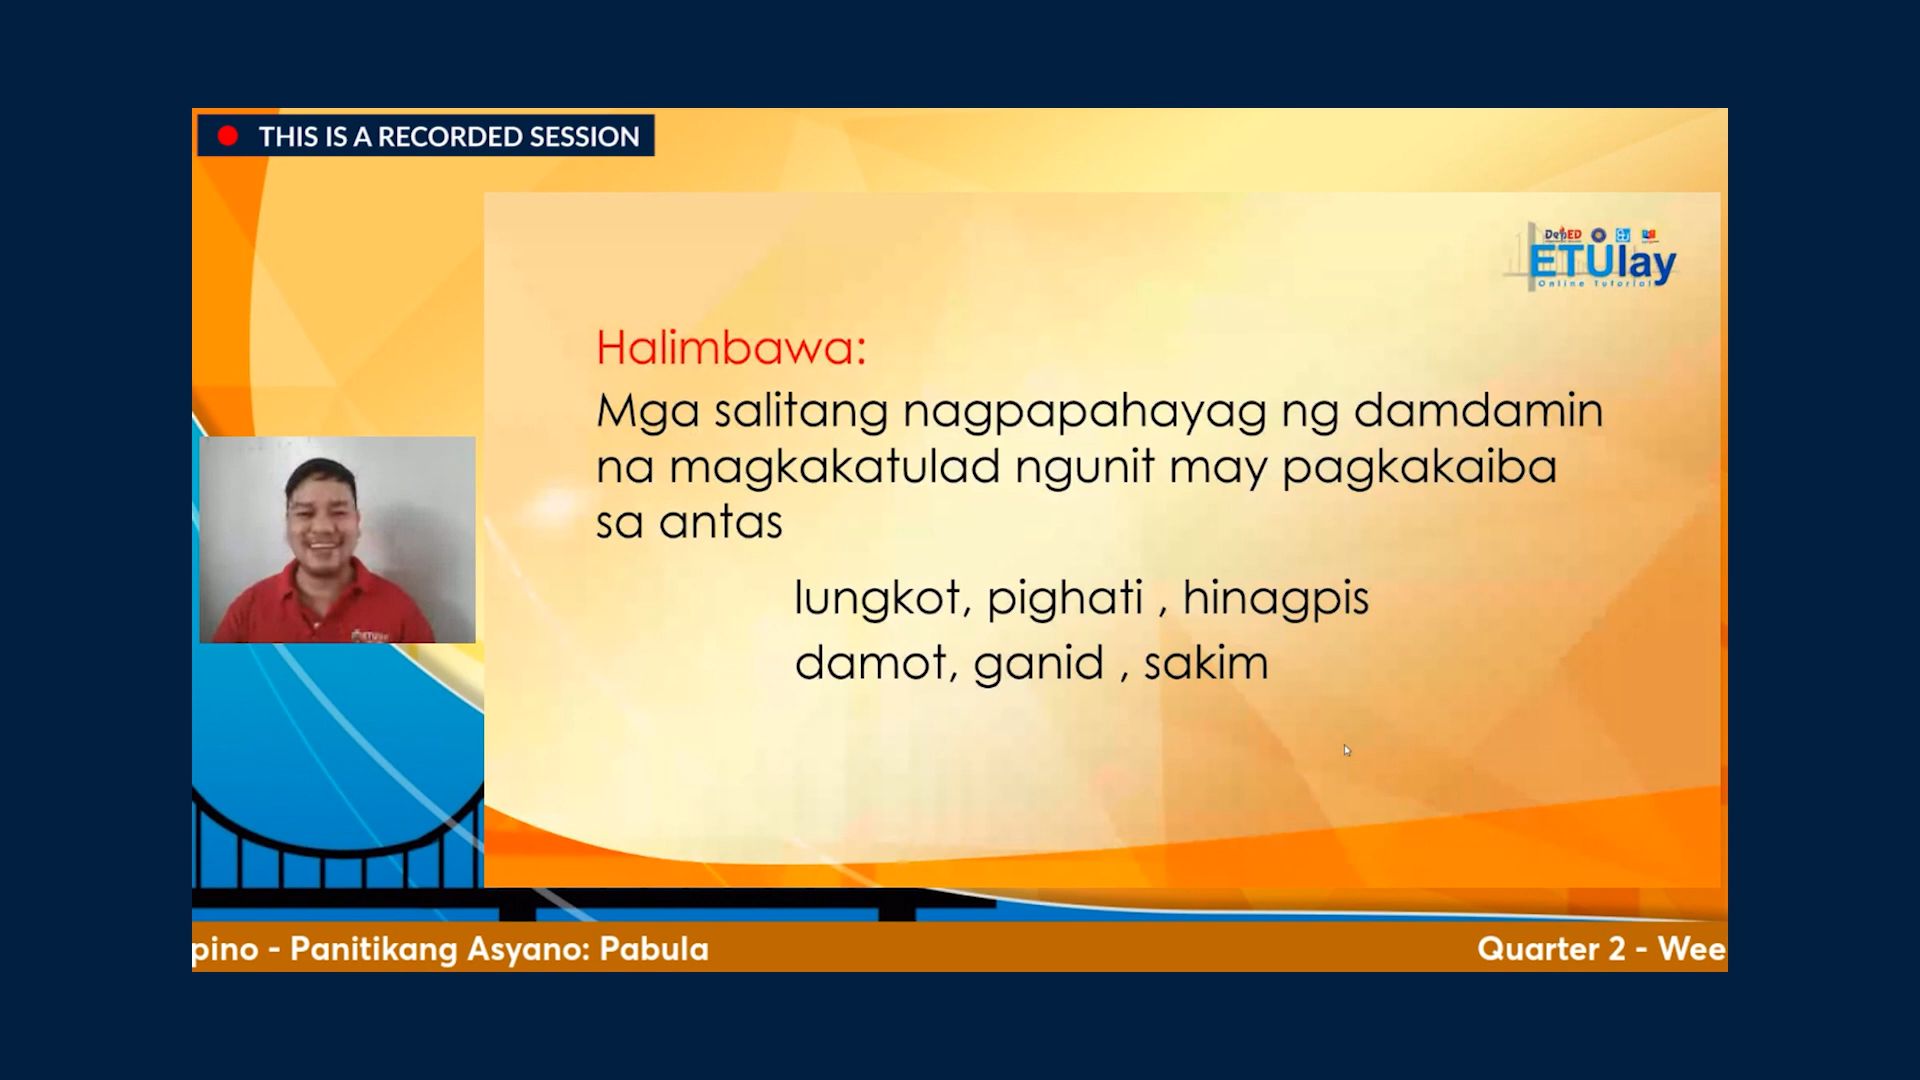 THIS IS A RECORDED SESSION
DepED
ETUlay
Online Tutorial
Halimbawa:
Mga salitang nagpapahayag ng damdamin
na magkakatulad ngunit may pagkakaiba
sa antas
lungkot, pighati , hinagpis
damot, ganid , sakim
pino - Panitikang Asyano: Pabula
Quarter 2 - Wee